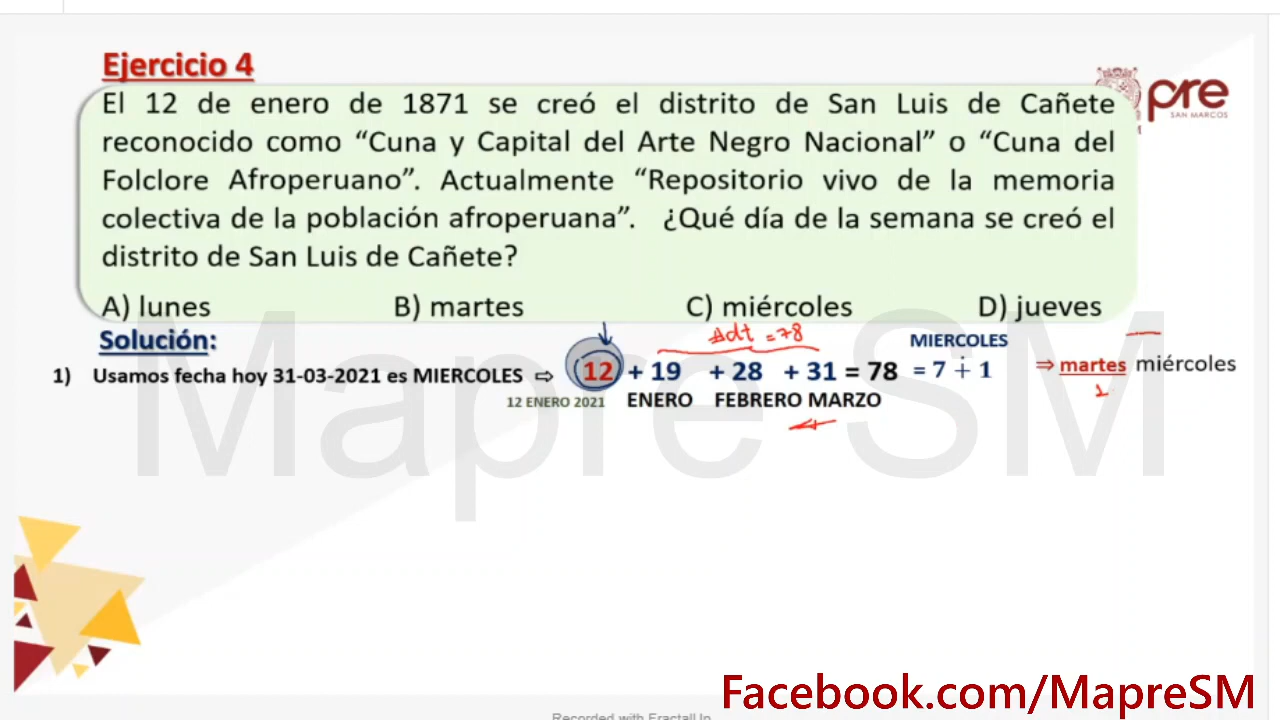 Ejercicio 4
El 12 de enero de 1871 se creó el distrito de San Luis de Cañete
reconocido como “Cuna y Capital del Arte Negro Nacional” o “Cuna del
Folclore Afroperuano”. Actualmente “Repositorio vivo de la memoria
colectiva de la población afroperuana”. ¿Qué día de la semana se creó el
distrito de San Luis de Cañete?
A) lunes B) martes C) miércoles D) jueves
pre
SAN MARCOS
Solución:
Δdt = 78
MIERCOLES
1) Usamos fecha hoy 31-03-2021 es MIERCOLES ⇨ 12 + 19 + 28 + 31 = 78 = 7 + 1 ⇒ martes miércoles
12 ENERO 2021 ENERO FEBRERO MARZO
Mapre SM
Facebook.com/MapreSM
Recorded with